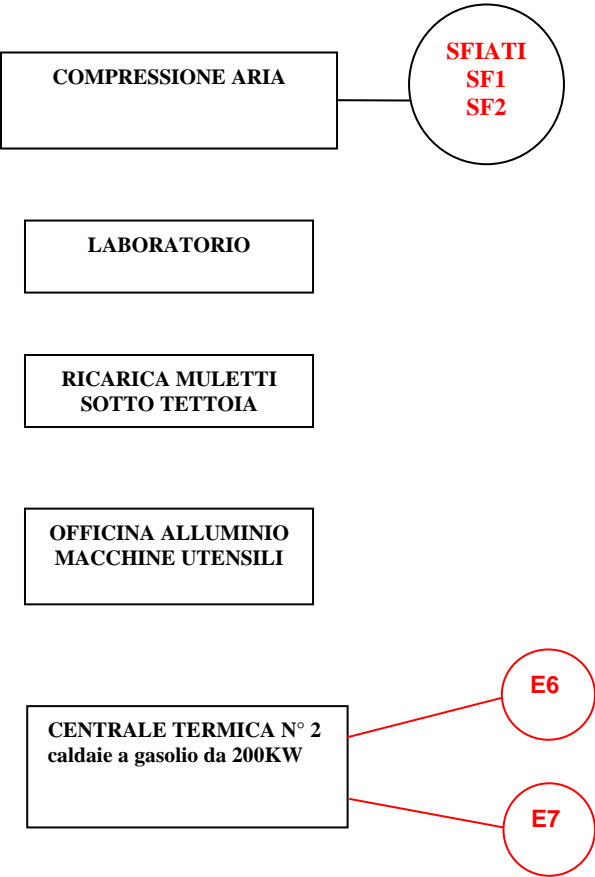 COMPRESSIONE ARIA
SFIATI
SF1
SF2
LABORATORIO
RICARICA MULETTI
SOTTO TETTOIA
OFFICINA ALLUMINIO
MACCHINE UTENSILI
CENTRALE TERMICA N° 2
caldaie a gasolio da 200KW
E6
E7